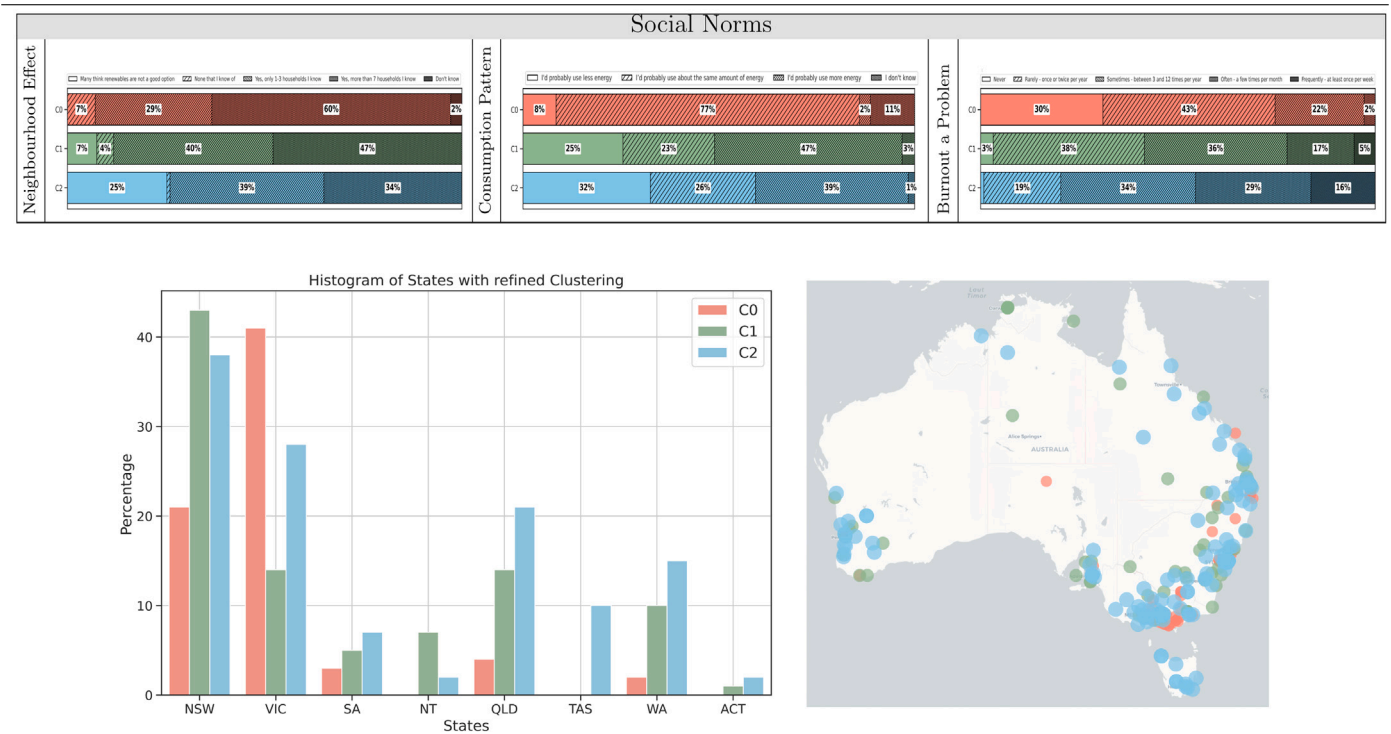 Social Norms
Neighbourhood Effect
Many think renewables are not a good option
None that I know of
Yes, only 1-3 households I know
Yes, more than 7 households I know
Don't know
C0
7%
29%
60%
2%
C1
7%
4%
40%
47%
C2
25%
39%
34%
Consumption Pattern
I'd probably use less energy
I'd probably use about the same amount of energy
I'd probably use more energy
I don't know
C0
8%
77%
2%
11%
C1
25%
23%
47%
3%
C2
32%
26%
39%
1%
Burnout a Problem
Never
Rarely - once or twice per year
Sometimes - between 3 and 12 times per year
Often - a few times per month
Frequently - at least once per week
C0
30%
43%
22%
2%
C1
3%
38%
36%
17%
5%
C2
19%
34%
29%
16%
Histogram of States with refined Clustering
C0
C1
C2
Percentage
40
30
20
10
0
NSW
VIC
SA
NT
QLD
TAS
WA
ACT
States
Townsville
Alice Springs
AUSTRALIA